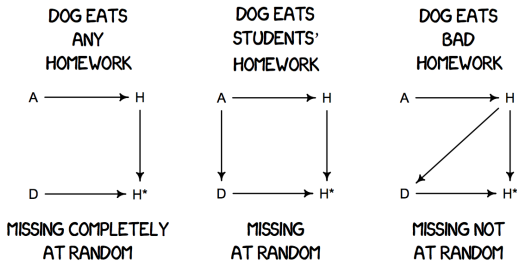 DOG EATS
ANY
HOMEWORK
A
H
D
H*
MISSING COMPLETELY
AT RANDOM
DOG EATS
STUDENTS'
HOMEWORK
A
H
D
H*
MISSING
AT RANDOM
DOG EATS
BAD
HOMEWORK
A
H
D
H*
MISSING NOT
AT RANDOM